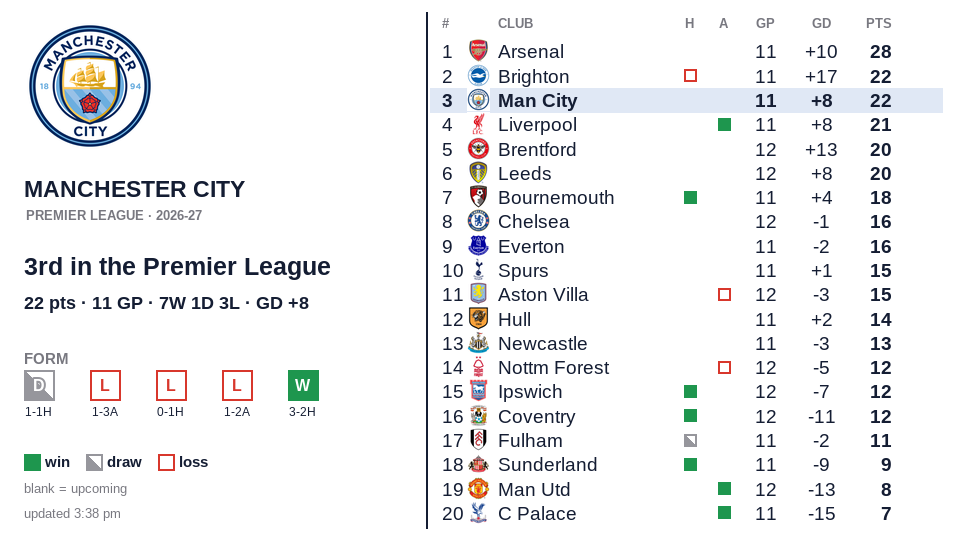 MANCHESTER
18 94
CITY
MANCHESTER CITY
PREMIER LEAGUE · 2026-27
3rd in the Premier League
22 pts · 11 GP · 7W 1D 3L · GD +8
FORM
D L L L W
1-1H 1-3A 0-1H 1-2A 3-2H
win draw loss
blank = upcoming
updated 3:38 pm
# CLUB H A GP GD PTS
1 Arsenal 11 +10 28
2 Brighton 11 +17 22
3 Man City 11 +8 22
4 Liverpool 11 +8 21
5 Brentford 12 +13 20
6 Leeds 12 +8 20
7 Bournemouth 11 +4 18
8 Chelsea 12 -1 16
9 Everton 11 -2 16
10 Spurs 11 +1 15
11 Aston Villa 12 -3 15
12 Hull 11 +2 14
13 Newcastle 11 -3 13
14 Nottm Forest 12 -5 12
15 Ipswich 12 -7 12
16 Coventry 12 -11 12
17 Fulham 11 -2 11
18 Sunderland 11 -9 9
19 Man Utd 12 -13 8
20 C Palace 11 -15 7